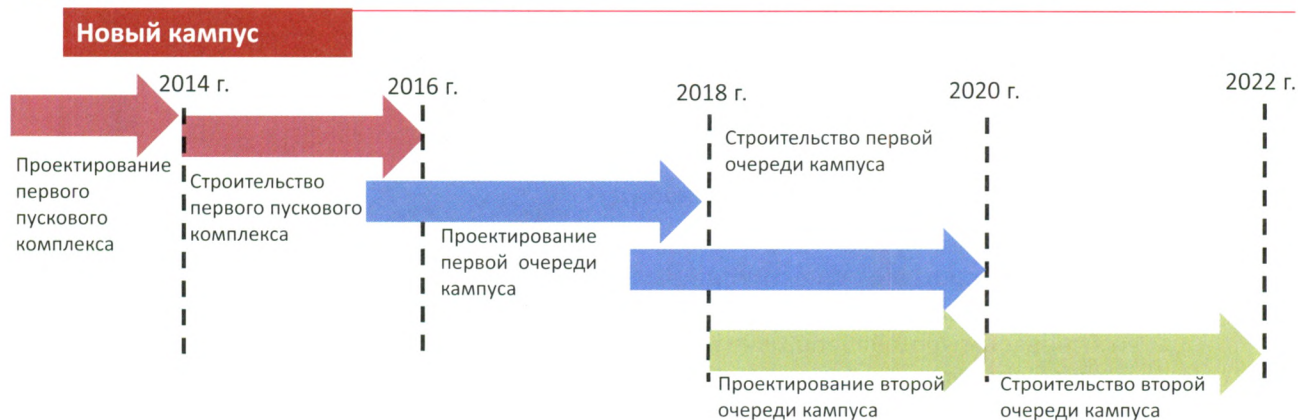 Новый кампус
2014 г.
2016 г.
2018 г.
2020 г.
2022 г.
Проектирование
первого
пускового
комплекса
Строительство
первого пускового
комплекса
Проектирование
первой очереди
кампуса
Строительство первой
очереди кампуса
Проектирование второй
очереди кампуса
Строительство второй
очереди кампуса